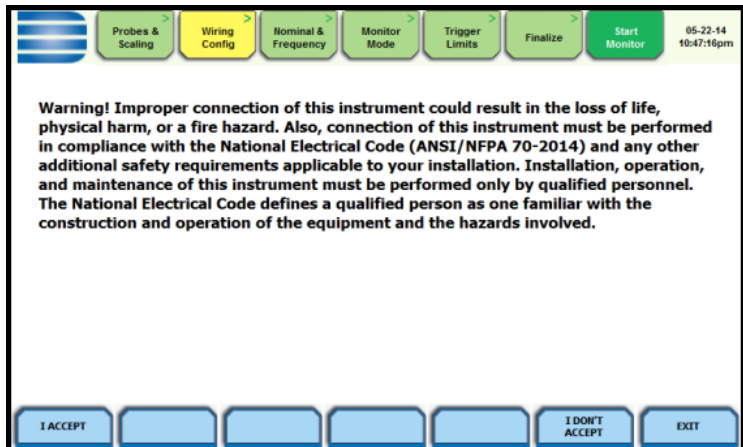 Probes &
Scaling
>
Wiring
Config
>
Nominal &
Frequency
>
Monitor
Mode
>
Trigger
Limits
>
Finalize
>
Start
Monitor
05-22-14
10:47:16pm
Warning! Improper connection of this instrument could result in the loss of life,
physical harm, or a fire hazard. Also, connection of this instrument must be performed
in compliance with the National Electrical Code (ANSI/NFPA 70-2014) and any other
additional safety requirements applicable to your installation. Installation, operation,
and maintenance of this instrument must be performed only by qualified personnel.
The National Electrical Code defines a qualified person as one familiar with the
construction and operation of the equipment and the hazards involved.
I ACCEPT
I DON'T
ACCEPT
EXIT